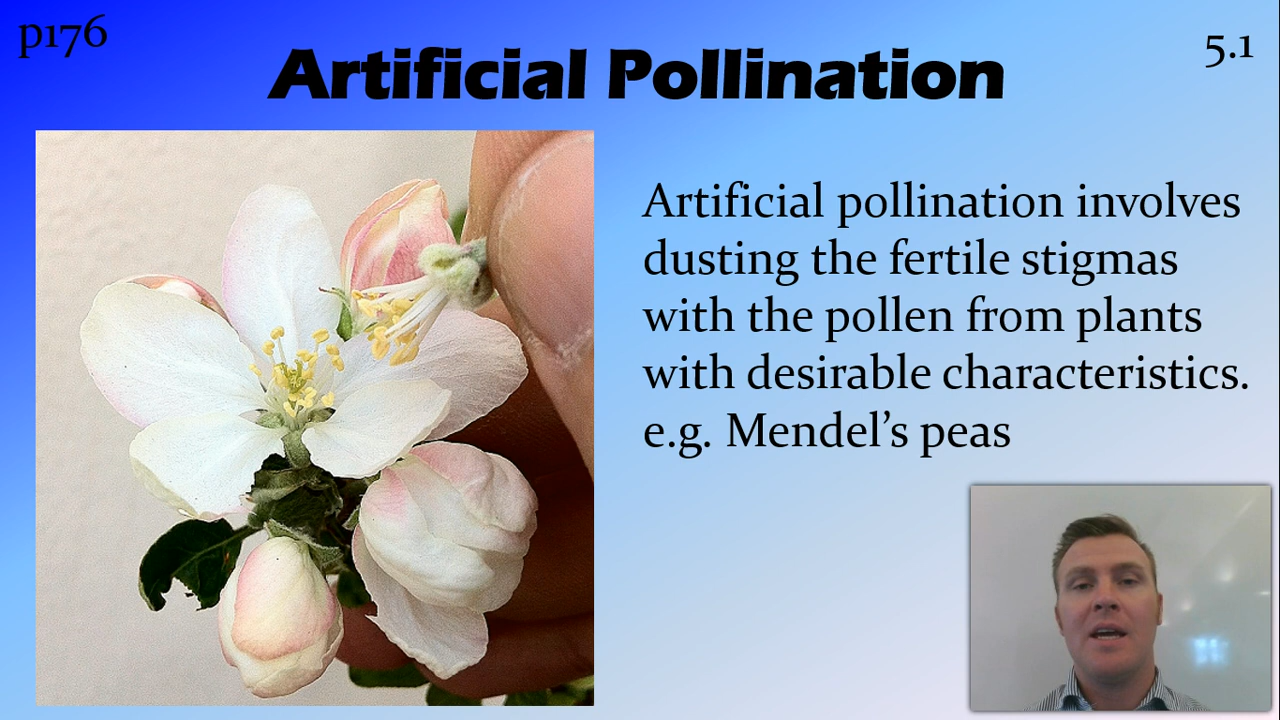 p176
5.1
Artificial Pollination
Artificial pollination involves
dusting the fertile stigmas
with the pollen from plants
with desirable characteristics.
e.g. Mendel’s peas